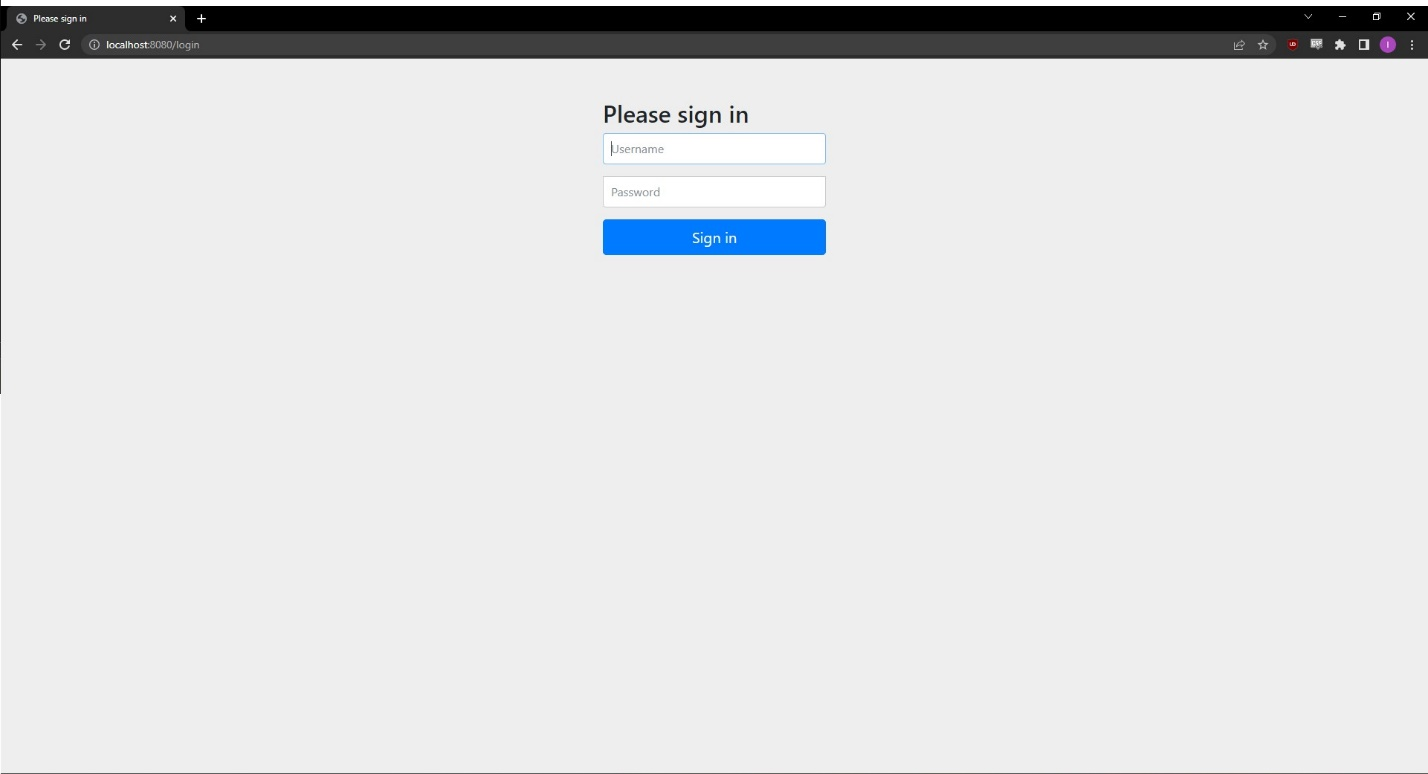 Please sign in
localhost:8080/login
Please sign in
Username
Password
Sign in